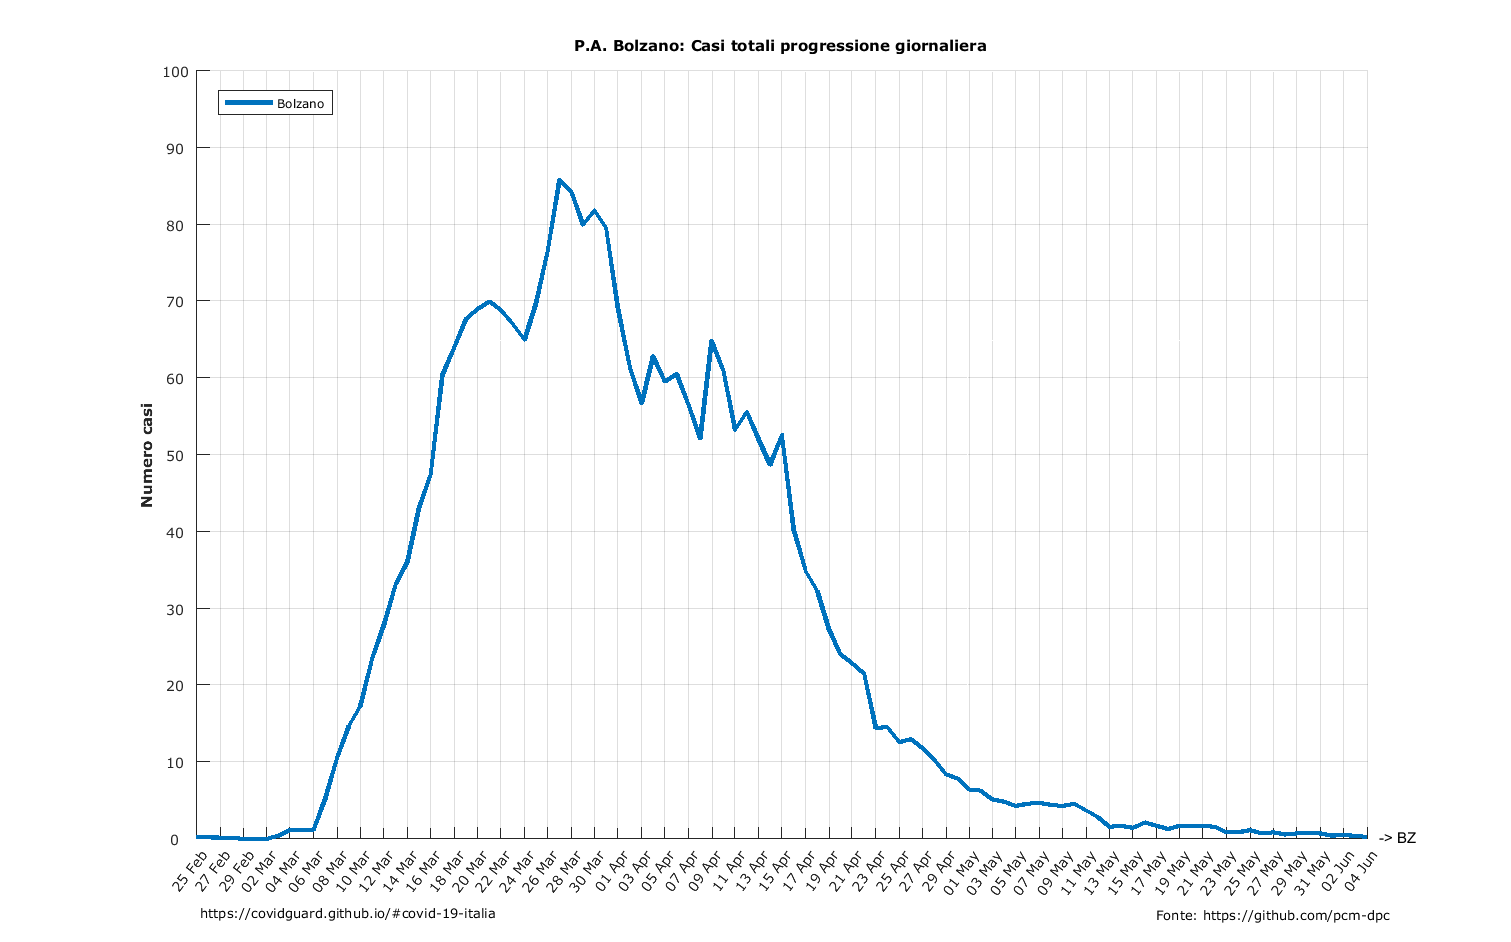 P.A. Bolzano: Casi totali progressione giornaliera
Bolzano
Numero casi
100
90
80
70
60
50
40
30
20
10
0
25 Feb
27 Feb
29 Feb
02 Mar
04 Mar
06 Mar
08 Mar
10 Mar
12 Mar
14 Mar
16 Mar
18 Mar
20 Mar
22 Mar
24 Mar
26 Mar
28 Mar
30 Mar
01 Apr
03 Apr
05 Apr
07 Apr
09 Apr
11 Apr
13 Apr
15 Apr
17 Apr
19 Apr
21 Apr
23 Apr
25 Apr
27 Apr
29 Apr
01 May
03 May
05 May
07 May
09 May
11 May
13 May
15 May
17 May
19 May
21 May
23 May
25 May
27 May
29 May
31 May
02 Jun
04 Jun
-> BZ
https://covidguard.github.io/#covid-19-italia
Fonte: https://github.com/pcm-dpc